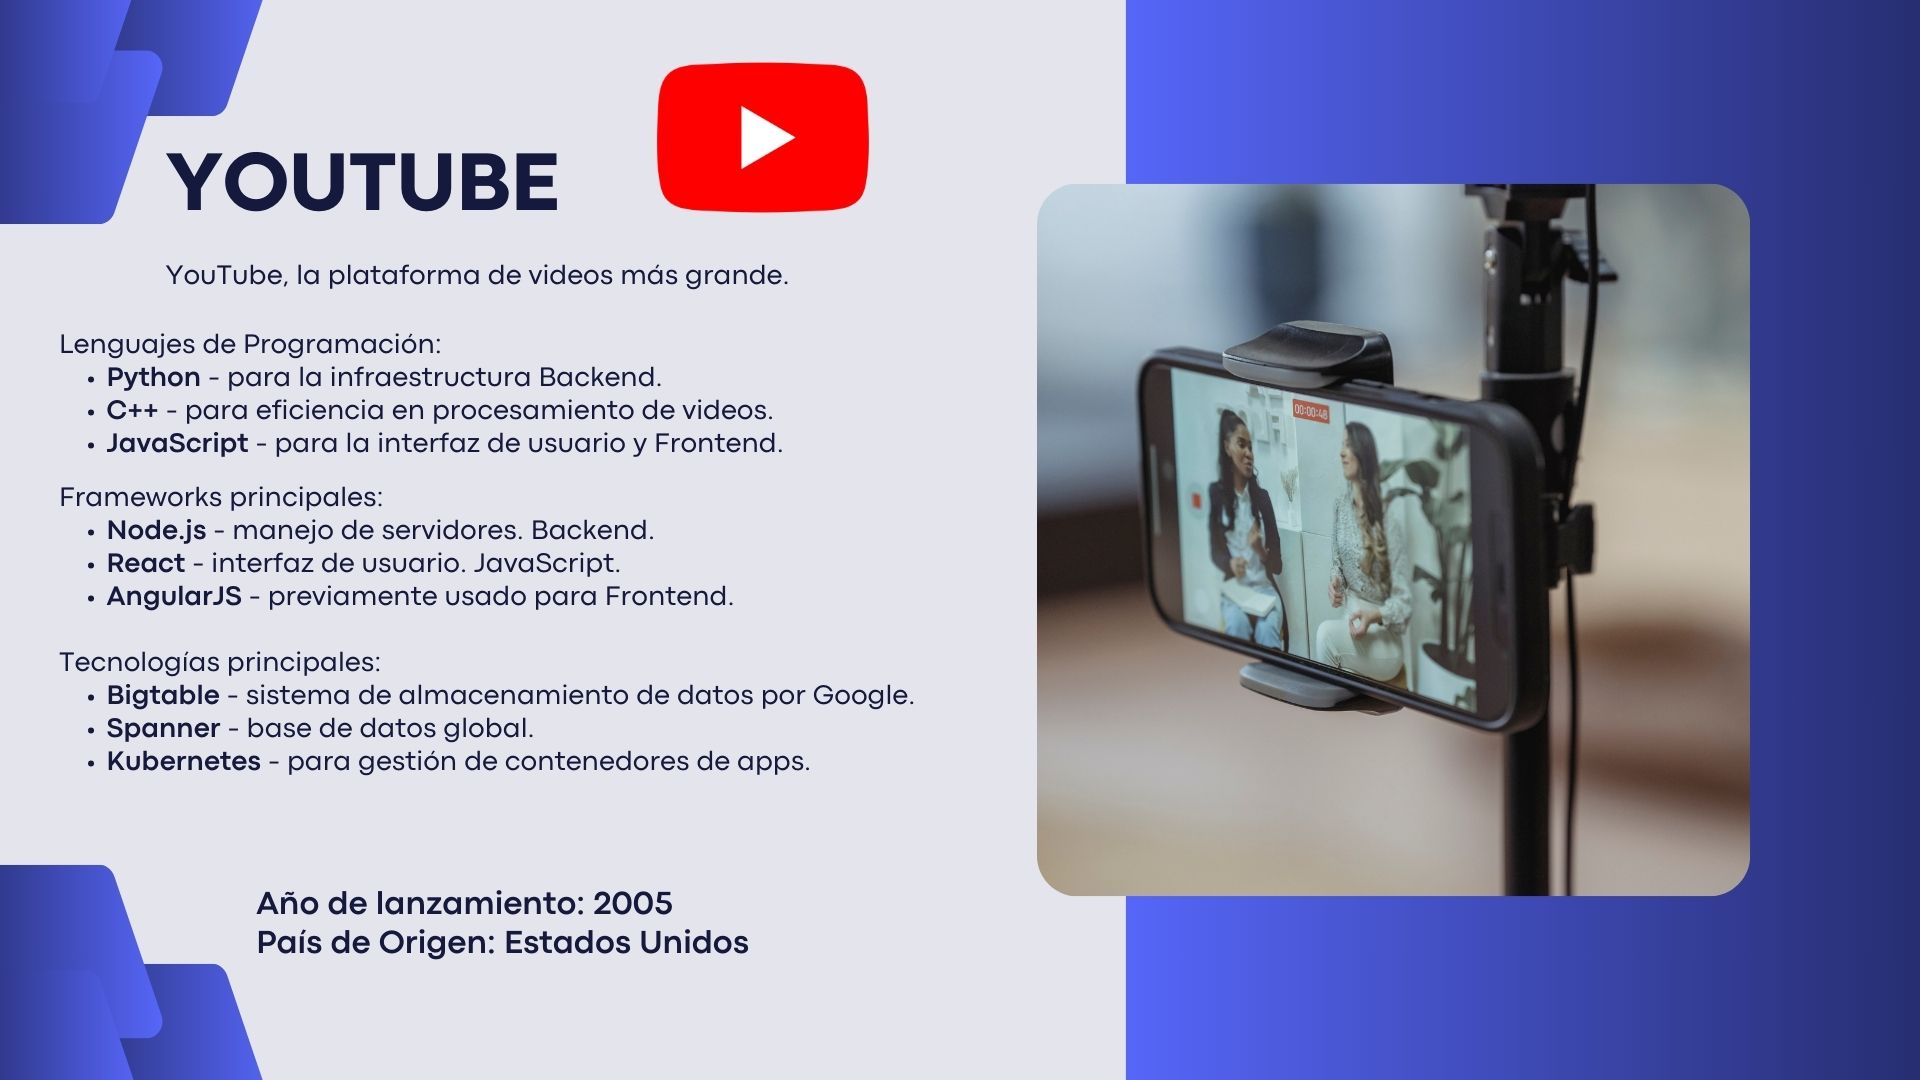 YOUTUBE
YouTube, la plataforma de videos más grande.
Lenguajes de Programación:
• Python - para la infraestructura Backend.
• C++ - para eficiencia en procesamiento de videos.
• JavaScript - para la interfaz de usuario y Frontend.
Frameworks principales:
• Node.js - manejo de servidores. Backend.
• React - interfaz de usuario. JavaScript.
• AngularJS - previamente usado para Frontend.
Tecnologías principales:
• Bigtable - sistema de almacenamiento de datos por Google.
• Spanner - base de datos global.
• Kubernetes - para gestión de contenedores de apps.
Año de lanzamiento: 2005
País de Origen: Estados Unidos
00:00:48